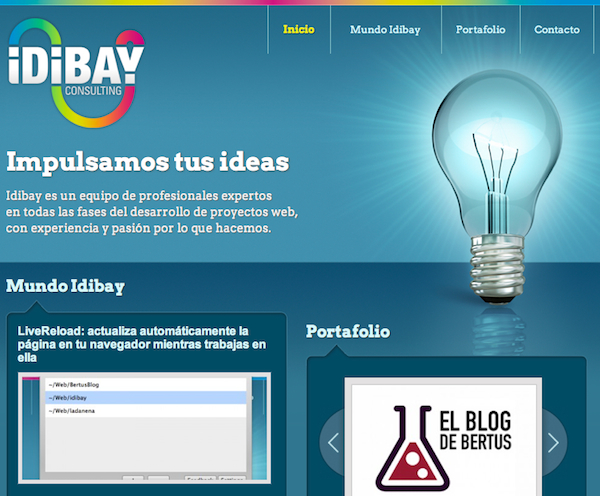 iDiBAY
CONSULTING
Inicio
Mundo Idibay
Portafolio
Contacto
Impulsamos tus ideas
Idibay es un equipo de profesionales expertos
en todas las fases del desarrollo de proyectos web,
con experiencia y pasión por lo que hacemos.
Mundo Idibay
LiveReload: actualiza automáticamente la
página en tu navegador mientras trabajas en
ella
~/Web/BertusBlog
~/Web/idibay
~/Web/ladanena
Portafolio
EL BLOG
DE BERTUS